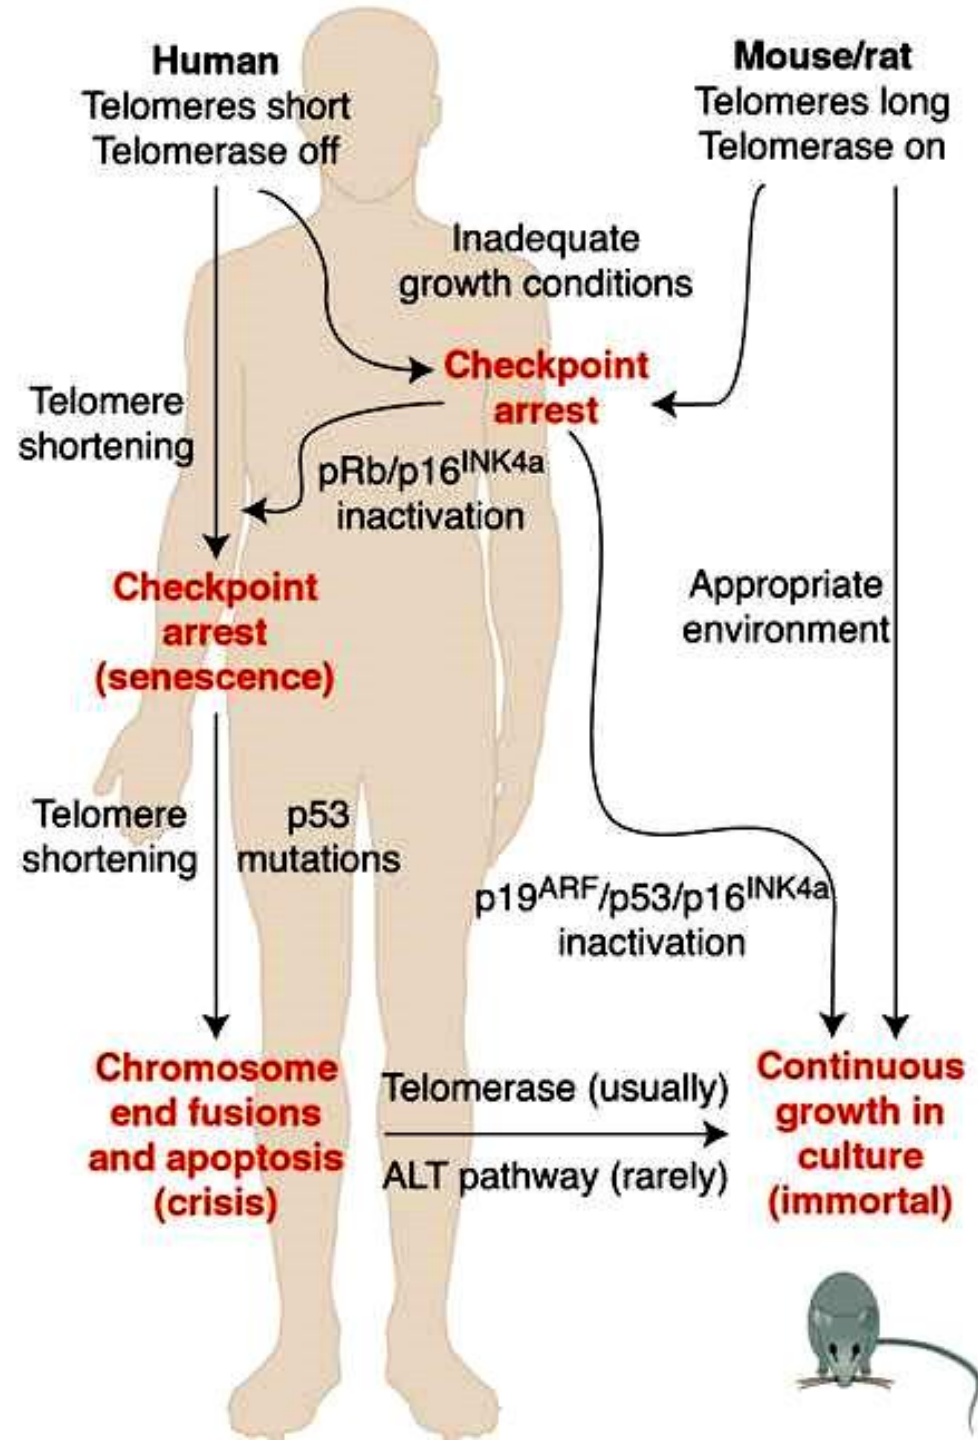 Human
Telomeres short
Telomerase off
Mouse/rat
Telomeres long
Telomerase on
Inadequate
growth conditions
Checkpoint
arrest
Telomere
shortening
pRb/p16INK4a
inactivation
Checkpoint
arrest
(senescence)
Appropriate
environment
Telomere
shortening
p53
mutations
p19ARF/p53/p16INK4a
inactivation
Chromosome
end fusions
and apoptosis
(crisis)
Telomerase (usually)
ALT pathway (rarely)
Continuous
growth in
culture
(immortal)